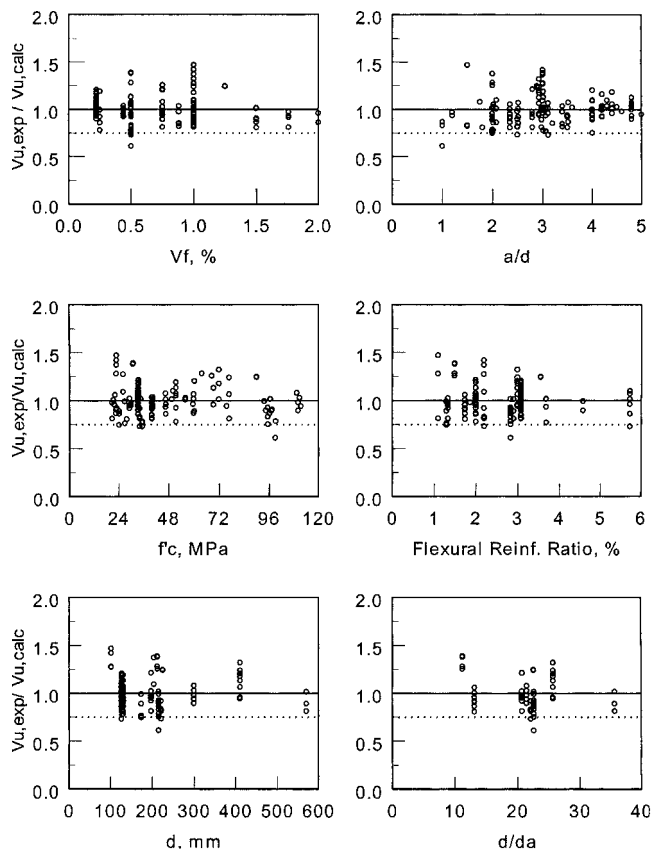 Vu,exp / Vu,calc
2.0
1.5
1.0
0.5
0.0
0.0 0.5 1.0 1.5 2.0
Vf, %
2.0
1.5
1.0
0.5
0.0
0 1 2 3 4 5
a/d
Vu,exp/Vu,calc
2.0
1.5
1.0
0.5
0.0
0 24 48 72 96 120
f'c, MPa
2.0
1.5
1.0
0.5
0.0
0 1 2 3 4 5 6
Flexural Reinf. Ratio, %
Vu,exp/ Vu,calc
2.0
1.5
1.0
0.5
0.0
0 100 200 300 400 500 600
d, mm
2.0
1.5
1.0
0.5
0.0
0 10 20 30 40
d/da